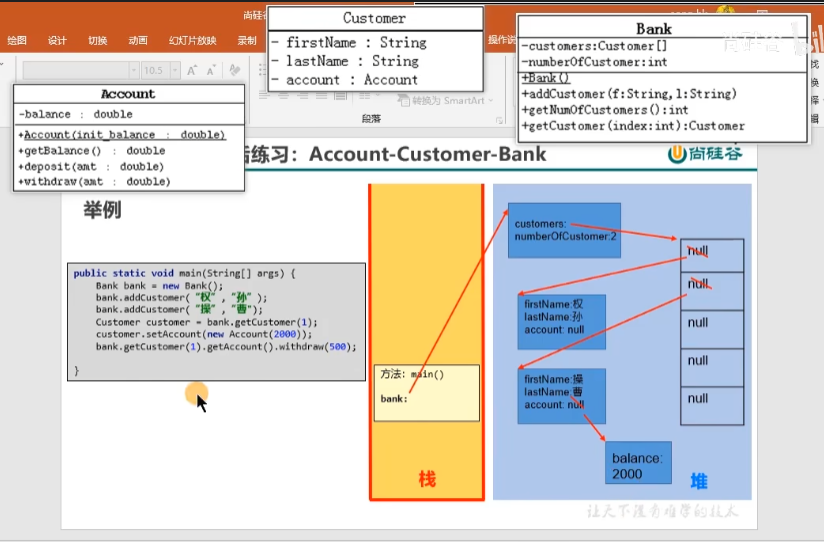 尚硅谷
绘图 设计 切换 动画 幻灯片放映 录制
操作说
10.5
转换为 SmartArt
段落
Customer
- firstName : String
- lastName : String
- account : Account
Bank
-customers:Customer[]
-numberOfCustomer:int
+Bank()
+addCustomer(f:String,l:String)
+getNumOfCustomers():int
+getCustomer(index:int):Customer
Account
-balance : double
+Account(init_balance : double)
+getBalance() : double
+deposit(amt : double)
+withdraw(amt : double)
练习：Account-Customer-Bank
尚硅谷
举例
public static void main(String[] args) {
Bank bank = new Bank();
bank.addCustomer( "权" , "孙" );
bank.addCustomer( "操" , "曹");
Customer customer = bank.getCustomer(1);
customer.setAccount(new Account(2000));
bank.getCustomer(1).getAccount().withdraw(500);
}
方法: main()
bank:
栈
customers:
numberOfCustomer:2
firstName:权
lastName:孙
account: null
firstName:操
lastName:曹
account: null
balance:
2000
null
null
null
null
null
堆
让天下没有难学的技术